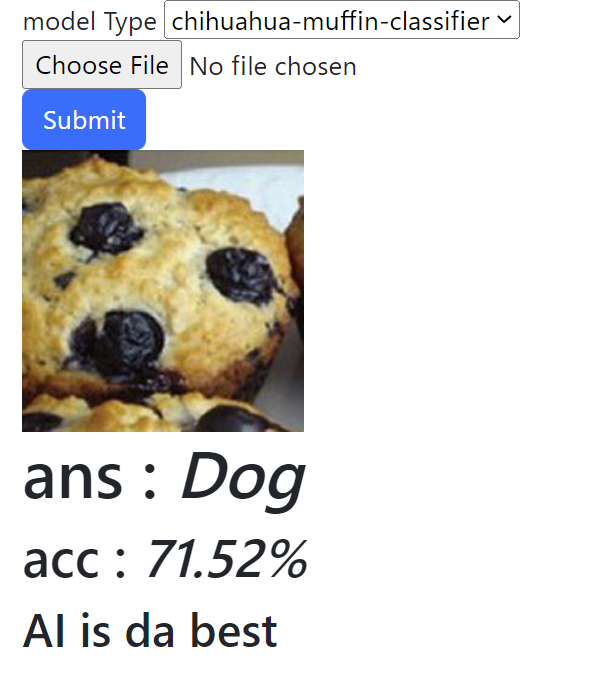 model Type chihuahua-muffin-classifier
Choose File No file chosen
Submit
ans : Dog
acc : 71.52%
AI is da best